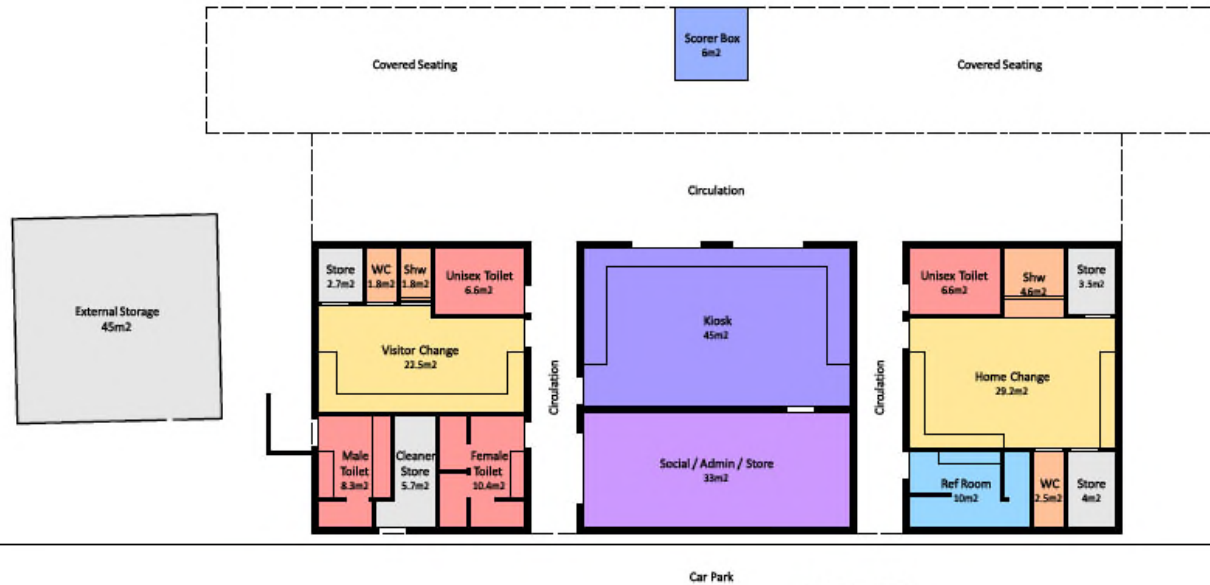 Scorer Box
6m2
Covered Seating
Covered Seating
Circulation
External Storage
45m2
Store
2.7m2
WC
1.8m2
Shw
1.8m2
Unisex Toilet
6.6m2
Visitor Change
22.5m2
Male
Toilet
8.3m2
Cleaner
Store
5.7m2
Female
Toilet
10.4m2
Circulation
Kiosk
45m2
Social / Admin / Store
33m2
Circulation
Unisex Toilet
6.6m2
Shw
4.6m2
Store
3.5m2
Home Change
29.2m2
Ref Room
10m2
WC
2.5m2
Store
4m2
Car Park